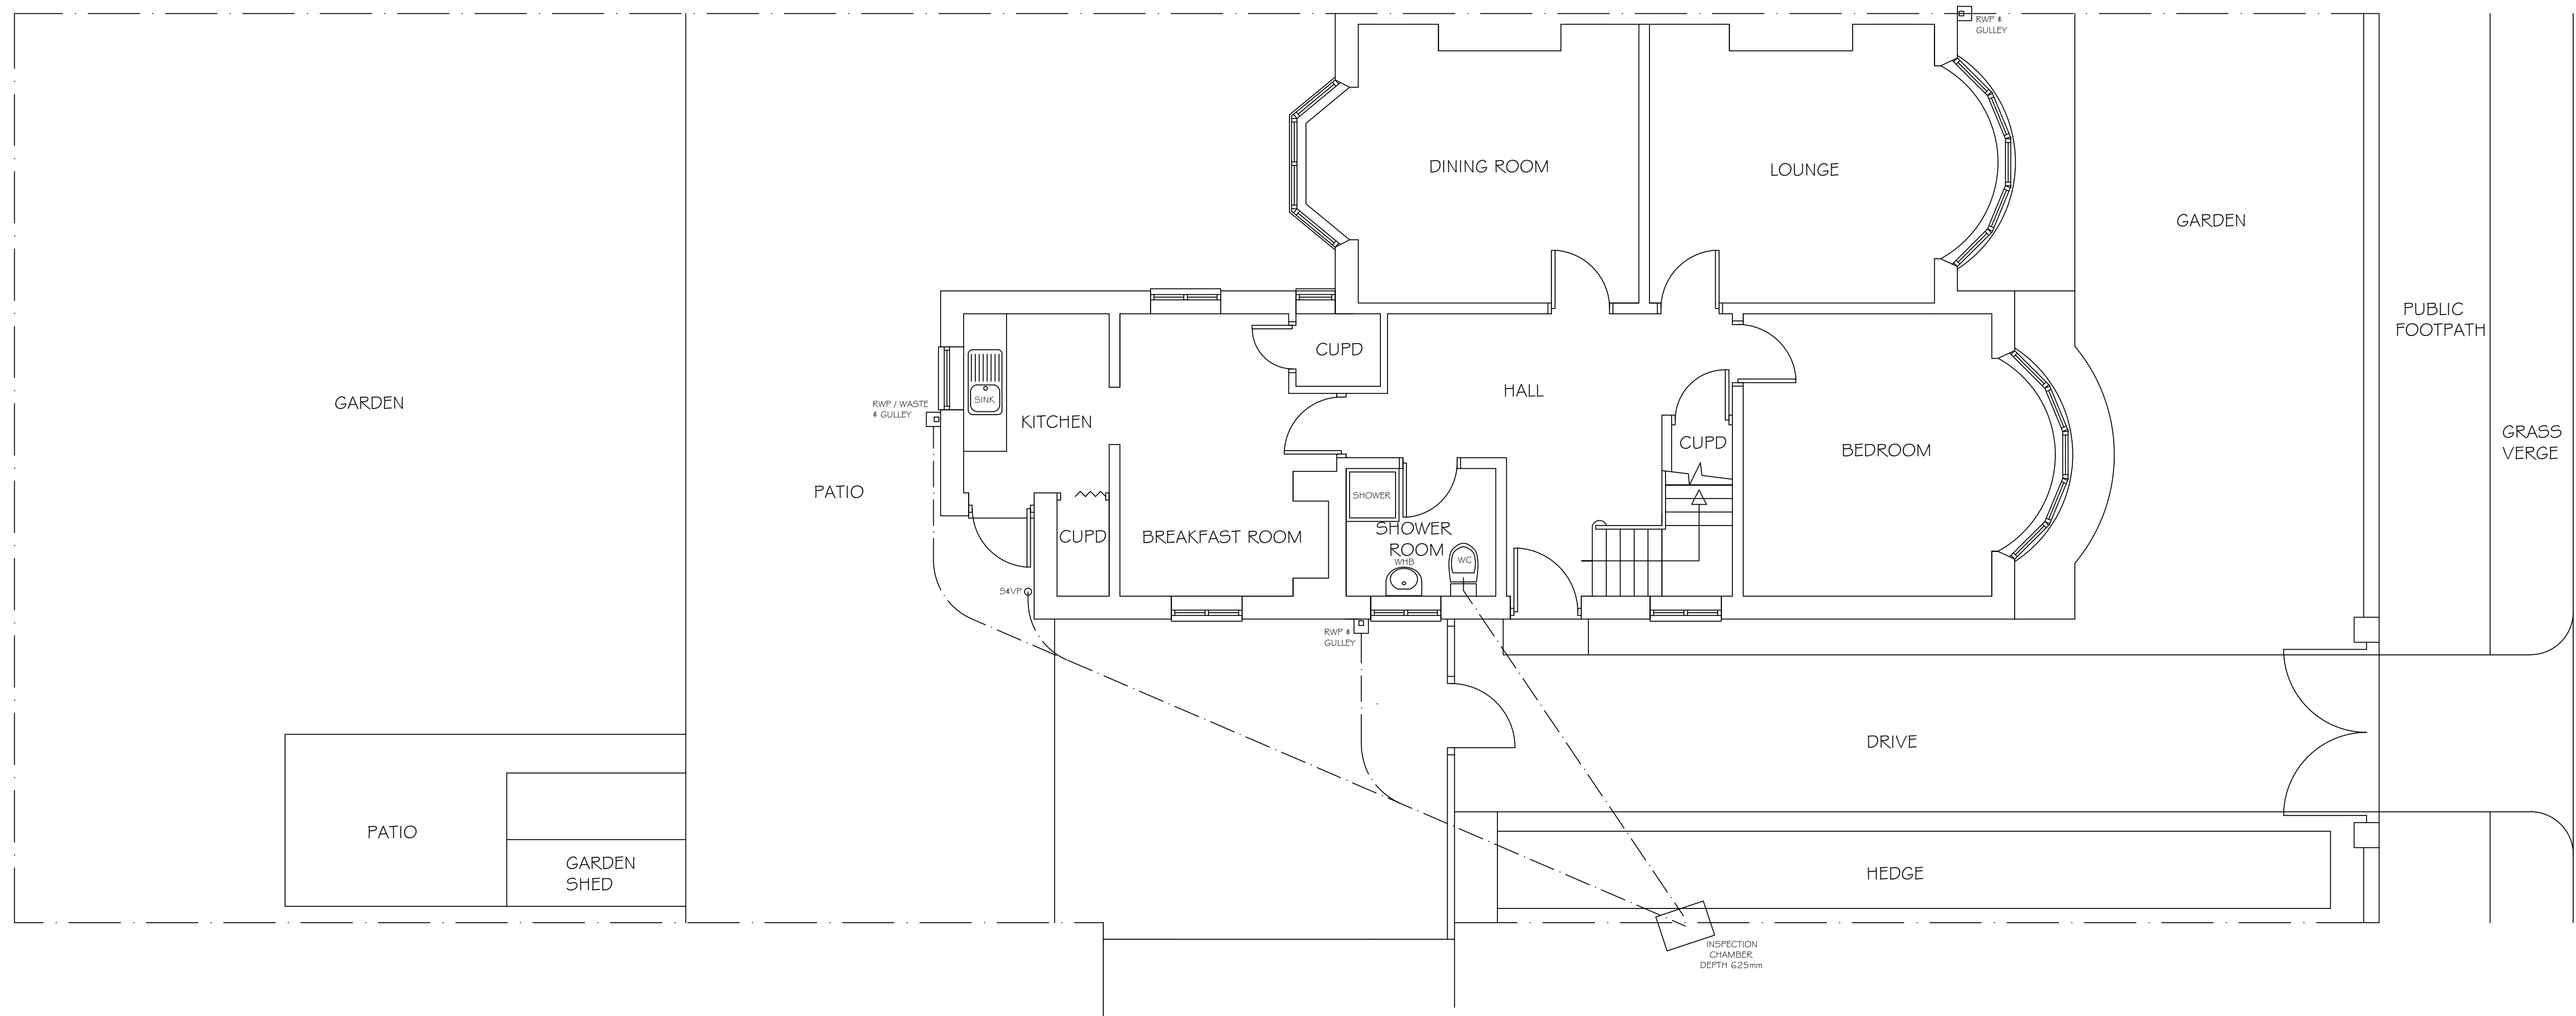 RWP &
GULLEY
DINING ROOM
LOUNGE
GARDEN
PUBLIC
FOOTPATH
CUPD
HALL
SINK
GARDEN
RWP / WASTE
& GULLEY
KITCHEN
CUPD
BEDROOM
GRASS
VERGE
PATIO
SHOWER
CUPD
BREAKFAST ROOM
SHOWER
ROOM
WHB
WC
S&VP
RWP &
GULLEY
DRIVE
PATIO
GARDEN
SHED
HEDGE
INSPECTION
CHAMBER
DEPTH 625mm